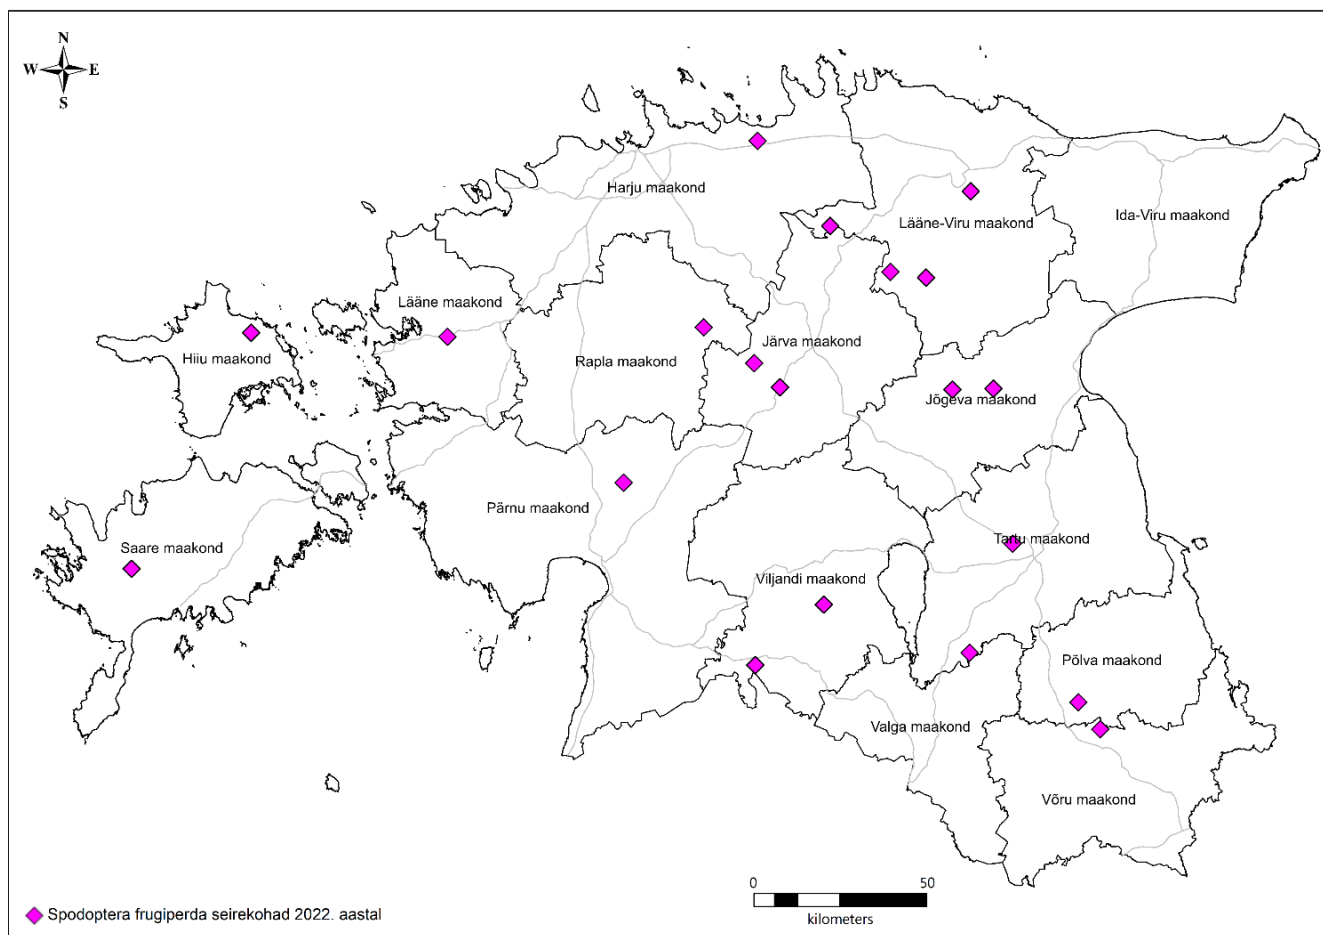 N
W E
S
Harju maakond
Ida-Viru maakond
Lääne-Viru maakond
Lääne maakond
Järva maakond
Hiiu maakond
Rapla maakond
Jõgeva maakond
Pärnu maakond
Tartu maakond
Saare maakond
Viljandi maakond
Põlva maakond
Valga maakond
Võru maakond
0 50
kilometers
Spodoptera frugiperda seirekohad 2022. aastal